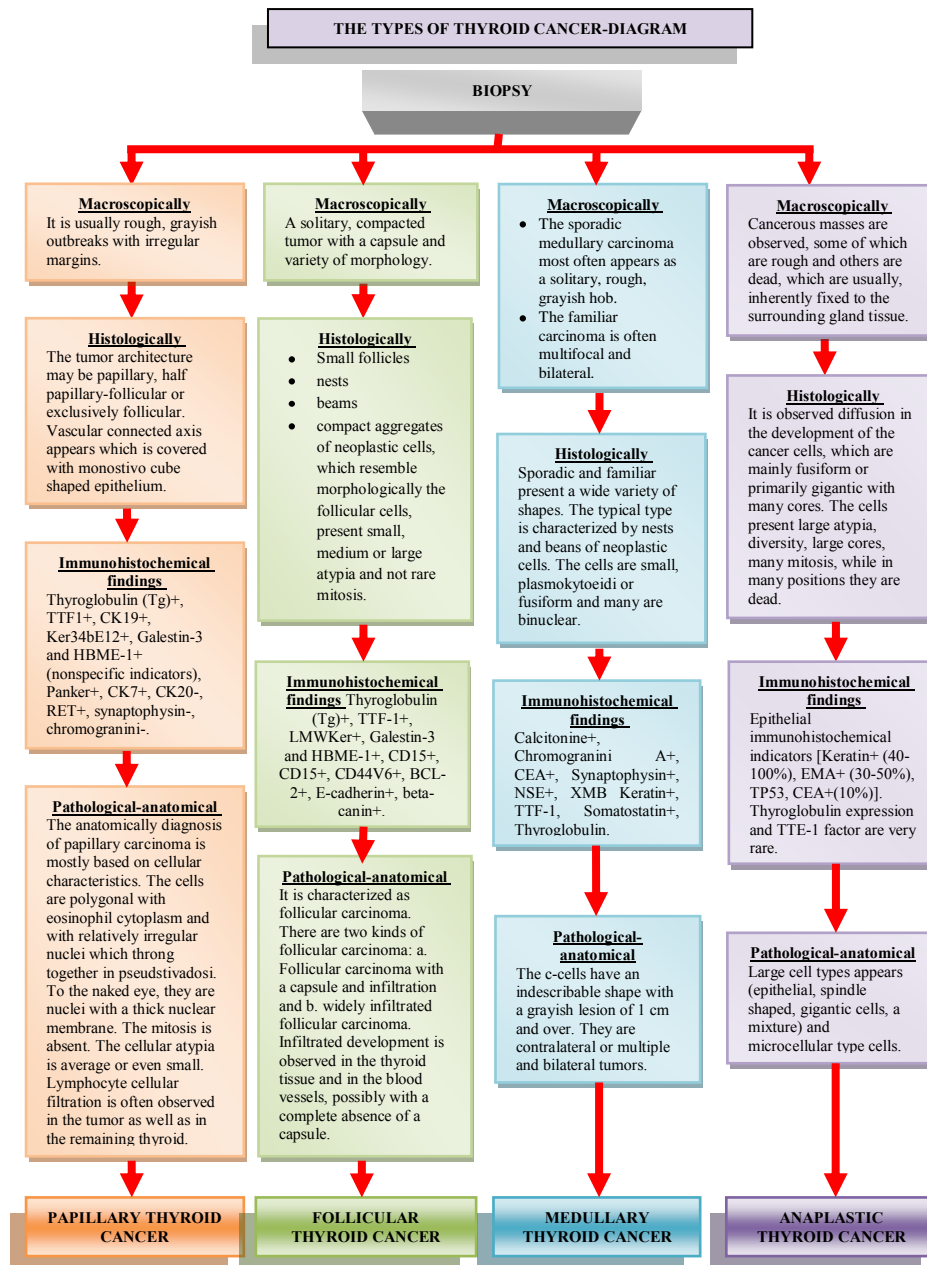 THE TYPES OF THYROID CANCER-DIAGRAM
BIOPSY
Macroscopically
It is usually rough, grayish
outbreaks with irregular
margins.
Histologically
The tumor architecture
may be papillary, half
papillary-follicular or
exclusively follicular.
Vascular connected axis
appears which is covered
with monostivo cube
shaped epithelium.
Immunohistochemical
findings
Thyroglobulin (Tg)+,
TTF1+, CK19+,
Ker34bE12+, Galestin-3
and HBME-1+
(nonspecific indicators),
Panker+, CK7+, CK20-,
RET+, synaptophysin-,
chromogranini-.
Pathological-anatomical
The anatomically diagnosis
of papillary carcinoma is
mostly based on cellular
characteristics. The cells
are polygonal with
eosinophil cytoplasm and
with relatively irregular
nuclei which throng
together in pseudstivadosi.
To the naked eye, they are
nuclei with a thick nuclear
membrane. The mitosis is
absent. The cellular atypia
is average or even small.
Lymphocyte cellular
filtration is often observed
in the tumor as well as in
the remaining thyroid.
PAPILLARY THYROID
CANCER
Macroscopically
A solitary, compacted
tumor with a capsule and
variety of morphology.
Histologically
• Small follicles
• nests
• beams
• compact aggregates
of neoplastic cells,
which resemble
morphologically the
follicular cells,
present small,
medium or large
atypia and not rare
mitosis.
Immunohistochemical
findings Thyroglobulin
(Tg)+, TTF-1+,
LMWKer+, Galestin-3
and HBME-1+, CD15+,
CD15+, CD44V6+, BCL-
2+, E-cadherin+, beta-
canin+.
Pathological-anatomical
It is characterized as
follicular carcinoma.
There are two kinds of
follicular carcinoma: a.
Follicular carcinoma with
a capsule and infiltration
and b. widely infiltrated
follicular carcinoma.
Infiltrated development is
observed in the thyroid
tissue and in the blood
vessels, possibly with a
complete absence of a
capsule.
FOLLICULAR
THYROID CANCER
Macroscopically
• The sporadic
medullary carcinoma
most often appears as
a solitary, rough,
grayish hob.
• The familiar
carcinoma is often
multifocal and
bilateral.
Histologically
Sporadic and familiar
present a wide variety of
shapes. The typical type
is characterized by nests
and beans of neoplastic
cells. The cells are small,
plasmokytoeidi or
fusiform and many are
binuclear.
Immunohistochemical
findings
Calcitonine+,
Chromogranini A+,
CEA+, Synaptophysin+,
NSE+, XMB Keratin+,
TTF-1, Somatostatin+,
Thyroglobulin.
Pathological-
anatomical
The c-cells have an
indescribable shape with
a grayish lesion of 1 cm
and over. They are
contralateral or multiple
and bilateral tumors.
MEDULLARY
THYROID CANCER
Macroscopically
Cancerous masses are
observed, some of which
are rough and others are
dead, which are usually,
inherently fixed to the
surrounding gland tissue.
Histologically
It is observed diffusion in
the development of the
cancer cells, which are
mainly fusiform or
primarily gigantic with
many cores. The cells
present large atypia,
diversity, large cores,
many mitosis, while in
many positions they are
dead.
Immunohistochemical
findings
Epithelial
immunohistochemical
indicators [Keratin+ (40-
100%), EMA+ (30-50%),
TP53, CEA+(10%)].
Thyroglobulin expression
and TTE-1 factor are very
rare.
Pathological-anatomical
Large cell types appears
(epithelial, spindle
shaped, gigantic cells, a
mixture) and
microcellular type cells.
ANAPLASTIC
THYROID CANCER